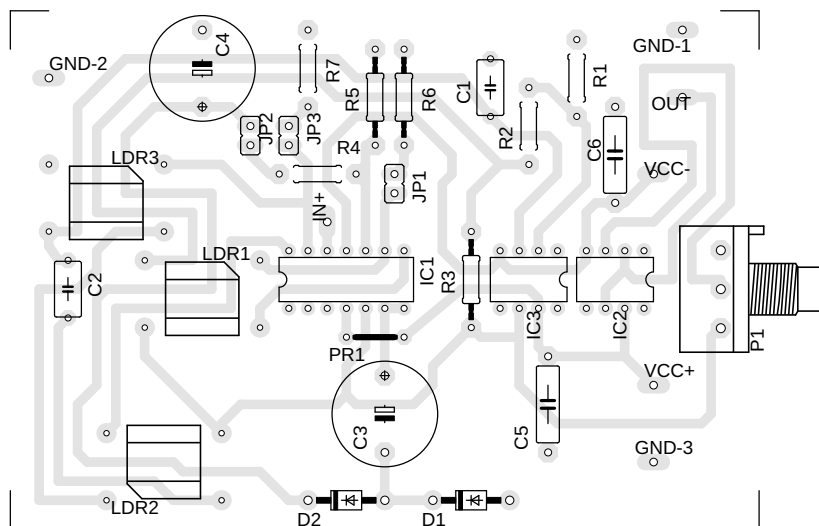 GND-2
C4
R7
R5
R6
C1
R1
GND-1
OUT
JP2
JP3
R2
C6
LDR3
R4
JP1
VCC-
IN+
LDR1
C2
IC1
R3
IC3
IC2
P1
PR1
VCC+
C3
C5
GND-3
LDR2
D2
D1